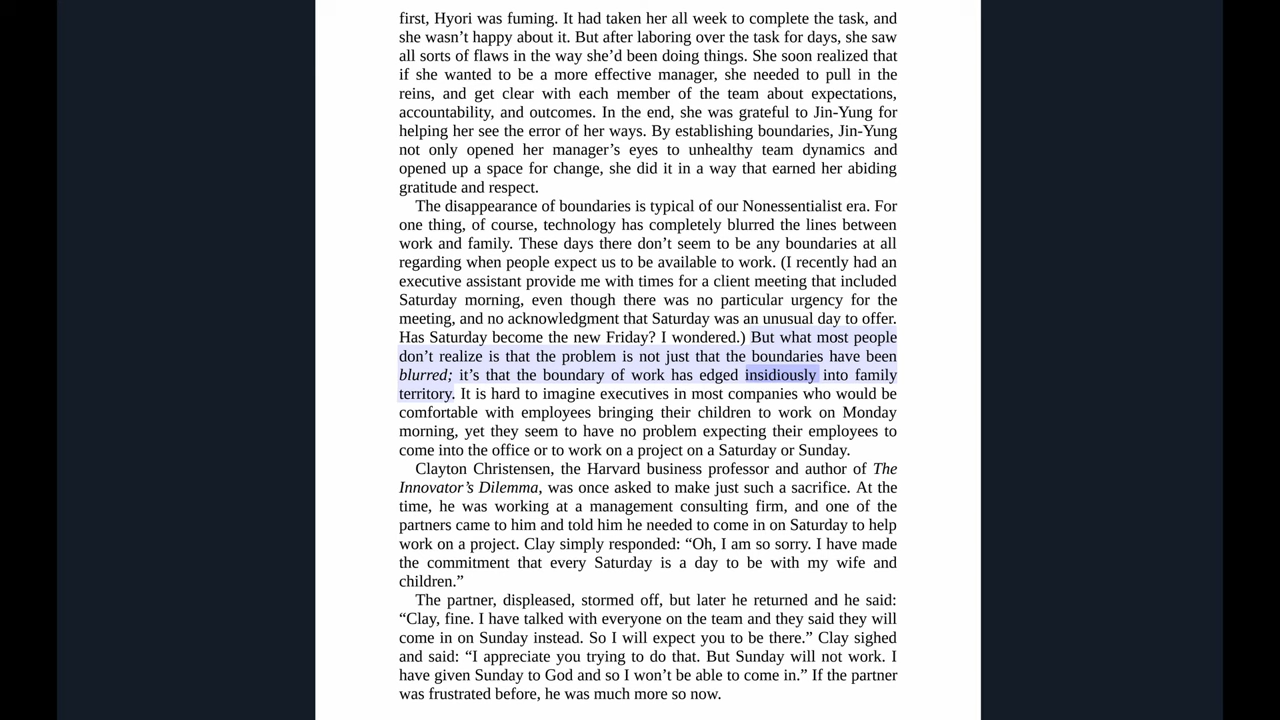 first, Hyori was fuming. It had taken her all week to complete the task, and
she wasn’t happy about it. But after laboring over the task for days, she saw
all sorts of flaws in the way she’d been doing things. She soon realized that
if she wanted to be a more effective manager, she needed to pull in the
reins, and get clear with each member of the team about expectations,
accountability, and outcomes. In the end, she was grateful to Jin-Yung for
helping her see the error of her ways. By establishing boundaries, Jin-Yung
not only opened her manager’s eyes to unhealthy team dynamics and
opened up a space for change, she did it in a way that earned her abiding
gratitude and respect.
The disappearance of boundaries is typical of our Nonessentialist era. For
one thing, of course, technology has completely blurred the lines between
work and family. These days there don’t seem to be any boundaries at all
regarding when people expect us to be available to work. (I recently had an
executive assistant provide me with times for a client meeting that included
Saturday morning, even though there was no particular urgency for the
meeting, and no acknowledgment that Saturday was an unusual day to offer.
Has Saturday become the new Friday? I wondered.) But what most people
don’t realize is that the problem is not just that the boundaries have been
blurred; it’s that the boundary of work has edged insidiously into family
territory. It is hard to imagine executives in most companies who would be
comfortable with employees bringing their children to work on Monday
morning, yet they seem to have no problem expecting their employees to
come into the office or to work on a project on a Saturday or Sunday.
Clayton Christensen, the Harvard business professor and author of The
Innovator’s Dilemma, was once asked to make just such a sacrifice. At the
time, he was working at a management consulting firm, and one of the
partners came to him and told him he needed to come in on Saturday to help
work on a project. Clay simply responded: “Oh, I am so sorry. I have made
the commitment that every Saturday is a day to be with my wife and
children.”
The partner, displeased, stormed off, but later he returned and he said:
“Clay, fine. I have talked with everyone on the team and they said they will
come in on Sunday instead. So I will expect you to be there.” Clay sighed
and said: “I appreciate you trying to do that. But Sunday will not work. I
have given Sunday to God and so I won’t be able to come in.” If the partner
was frustrated before, he was much more so now.